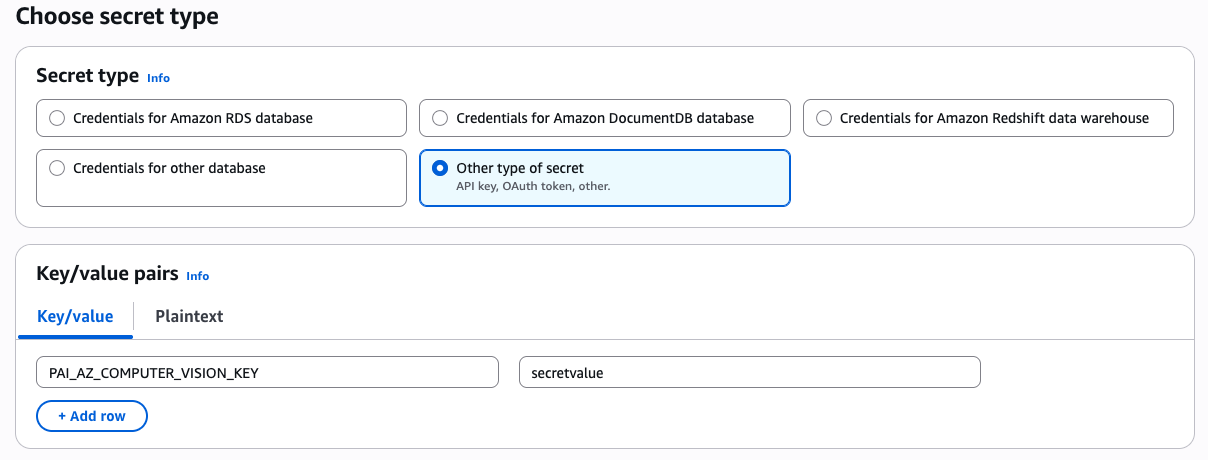 Choose secret type
Secret type Info
Credentials for Amazon RDS database
Credentials for Amazon DocumentDB database
Credentials for Amazon Redshift data warehouse
Credentials for other database
Other type of secret
API key, OAuth token, other.
Key/value pairs Info
Key/value
Plaintext
PAI_AZ_COMPUTER_VISION_KEY
secretvalue
+ Add row